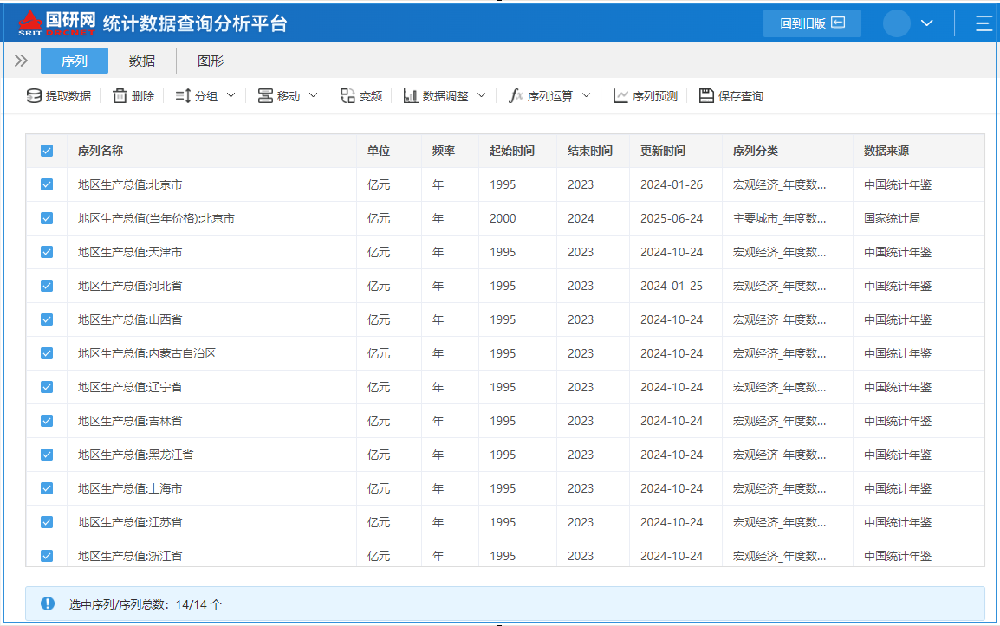 国研网 统计数据查询分析平台 回到旧版
SRIT DRCNET
序列 数据 图形
提取数据 删除 分组 移动 变频 数据调整 fx 序列运算 序列预测 保存查询
序列名称 单位 频率 起始时间 结束时间 更新时间 序列分类 数据来源
地区生产总值:北京市 亿元 年 1995 2023 2024-01-26 宏观经济_年度数... 中国统计年鉴
地区生产总值(当年价格):北京市 亿元 年 2000 2024 2025-06-24 主要城市_年度数... 国家统计局
地区生产总值:天津市 亿元 年 1995 2023 2024-10-24 宏观经济_年度数... 中国统计年鉴
地区生产总值:河北省 亿元 年 1995 2023 2024-01-25 宏观经济_年度数... 中国统计年鉴
地区生产总值:山西省 亿元 年 1995 2023 2024-10-24 宏观经济_年度数... 中国统计年鉴
地区生产总值:内蒙古自治区 亿元 年 1995 2023 2024-10-24 宏观经济_年度数... 中国统计年鉴
地区生产总值:辽宁省 亿元 年 1995 2023 2024-10-24 宏观经济_年度数... 中国统计年鉴
地区生产总值:吉林省 亿元 年 1995 2023 2024-10-24 宏观经济_年度数... 中国统计年鉴
地区生产总值:黑龙江省 亿元 年 1995 2023 2024-10-24 宏观经济_年度数... 中国统计年鉴
地区生产总值:上海市 亿元 年 1995 2023 2024-10-24 宏观经济_年度数... 中国统计年鉴
地区生产总值:江苏省 亿元 年 1995 2023 2024-10-24 宏观经济_年度数... 中国统计年鉴
地区生产总值:浙江省 亿元 年 1995 2023 2024-10-24 宏观经济_年度数... 中国统计年鉴
选中序列/序列总数：14/14 个